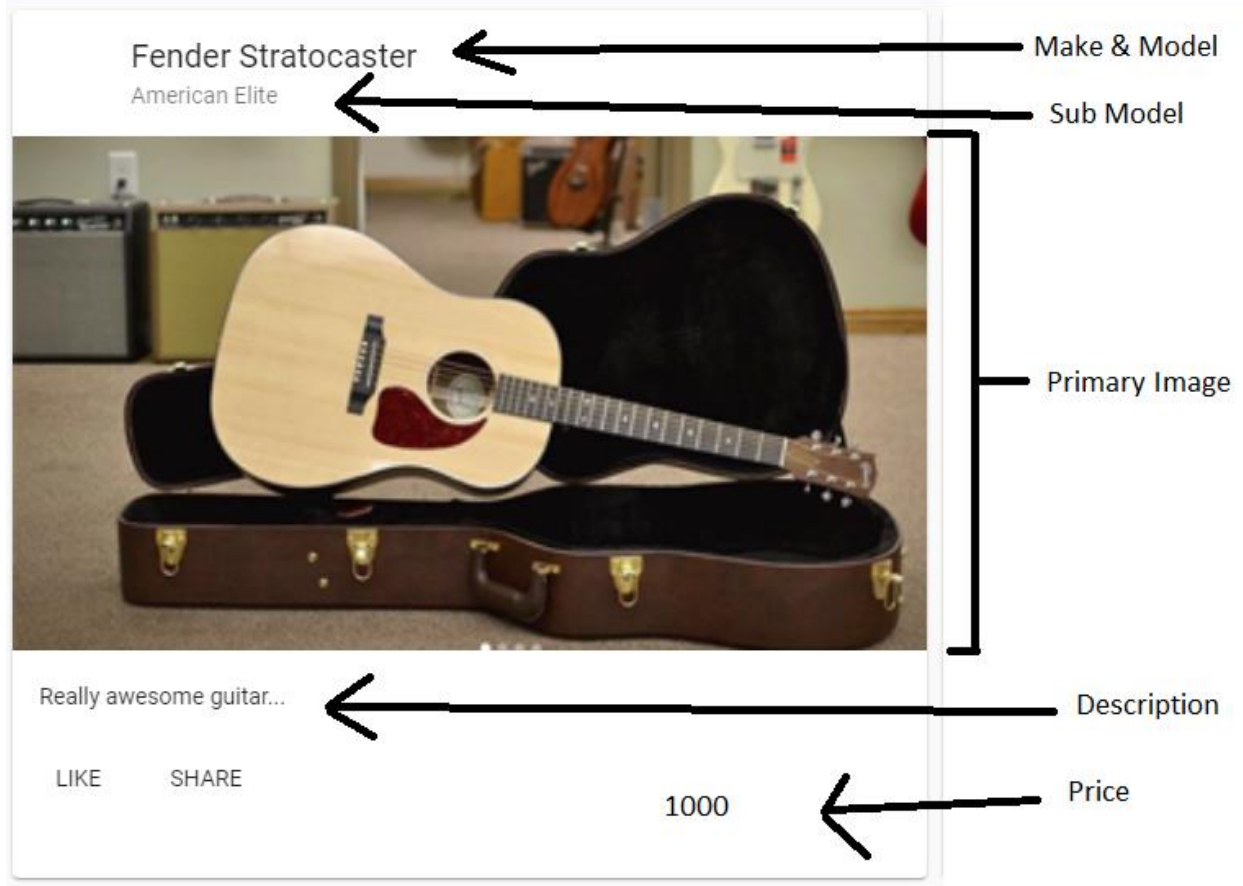 Fender Stratocaster
Make & Model
American Elite
Sub Model
Primary Image
Really awesome guitar...
Description
LIKE
SHARE
1000
Price